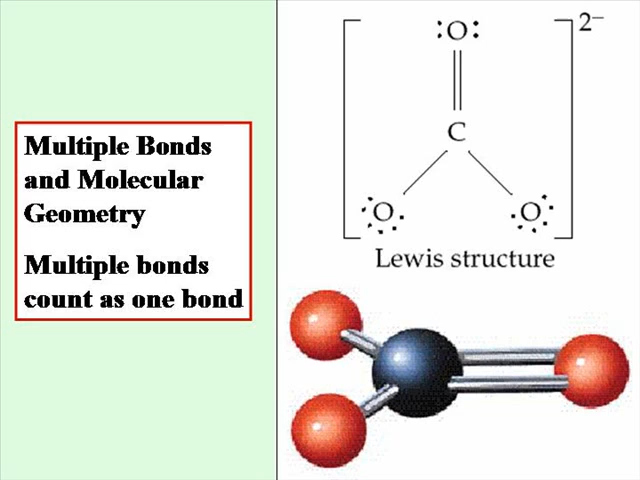 Multiple Bonds
and Molecular
Geometry
Multiple bonds
count as one bond
2−
:O:
C
O
O
Lewis structure